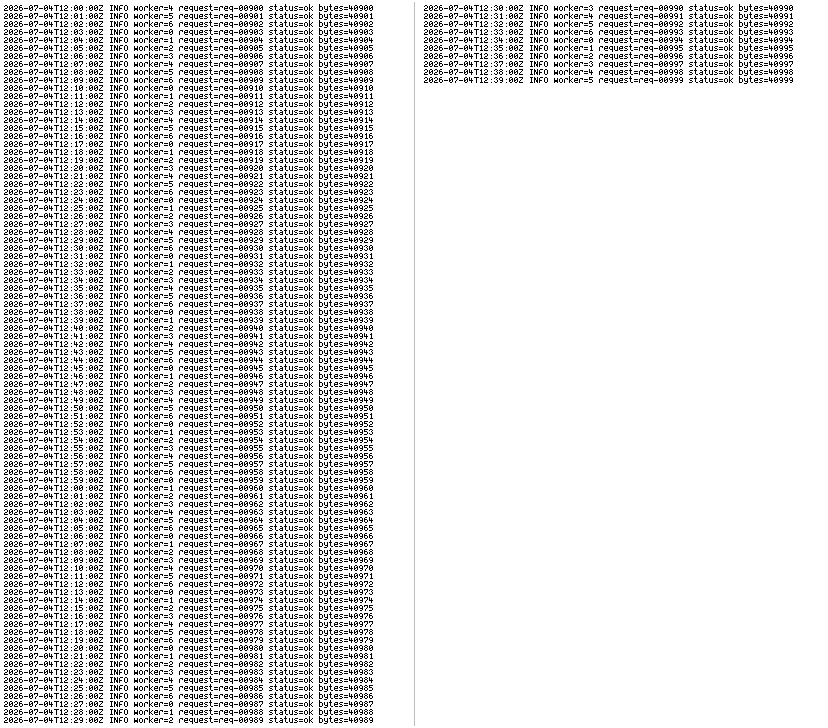 2026-07-04T12:00:00Z INFO worker=4 request=req-00900 status=ok bytes=40900
2026-07-04T12:01:00Z INFO worker=5 request=req-00901 status=ok bytes=40901
2026-07-04T12:02:00Z INFO worker=6 request=req-00902 status=ok bytes=40902
2026-07-04T12:03:00Z INFO worker=0 request=req-00903 status=ok bytes=40903
2026-07-04T12:04:00Z INFO worker=1 request=req-00904 status=ok bytes=40904
2026-07-04T12:05:00Z INFO worker=2 request=req-00905 status=ok bytes=40905
2026-07-04T12:06:00Z INFO worker=3 request=req-00906 status=ok bytes=40906
2026-07-04T12:07:00Z INFO worker=4 request=req-00907 status=ok bytes=40907
2026-07-04T12:08:00Z INFO worker=5 request=req-00908 status=ok bytes=40908
2026-07-04T12:09:00Z INFO worker=6 request=req-00909 status=ok bytes=40909
2026-07-04T12:10:00Z INFO worker=0 request=req-00910 status=ok bytes=40910
2026-07-04T12:11:00Z INFO worker=1 request=req-00911 status=ok bytes=40911
2026-07-04T12:12:00Z INFO worker=2 request=req-00912 status=ok bytes=40912
2026-07-04T12:13:00Z INFO worker=3 request=req-00913 status=ok bytes=40913
2026-07-04T12:14:00Z INFO worker=4 request=req-00914 status=ok bytes=40914
2026-07-04T12:15:00Z INFO worker=5 request=req-00915 status=ok bytes=40915
2026-07-04T12:16:00Z INFO worker=6 request=req-00916 status=ok bytes=40916
2026-07-04T12:17:00Z INFO worker=0 request=req-00917 status=ok bytes=40917
2026-07-04T12:18:00Z INFO worker=1 request=req-00918 status=ok bytes=40918
2026-07-04T12:19:00Z INFO worker=2 request=req-00919 status=ok bytes=40919
2026-07-04T12:20:00Z INFO worker=3 request=req-00920 status=ok bytes=40920
2026-07-04T12:21:00Z INFO worker=4 request=req-00921 status=ok bytes=40921
2026-07-04T12:22:00Z INFO worker=5 request=req-00922 status=ok bytes=40922
2026-07-04T12:23:00Z INFO worker=6 request=req-00923 status=ok bytes=40923
2026-07-04T12:24:00Z INFO worker=0 request=req-00924 status=ok bytes=40924
2026-07-04T12:25:00Z INFO worker=1 request=req-00925 status=ok bytes=40925
2026-07-04T12:26:00Z INFO worker=2 request=req-00926 status=ok bytes=40926
2026-07-04T12:27:00Z INFO worker=3 request=req-00927 status=ok bytes=40927
2026-07-04T12:28:00Z INFO worker=4 request=req-00928 status=ok bytes=40928
2026-07-04T12:29:00Z INFO worker=5 request=req-00929 status=ok bytes=40929
2026-07-04T12:30:00Z INFO worker=6 request=req-00930 status=ok bytes=40930
2026-07-04T12:31:00Z INFO worker=0 request=req-00931 status=ok bytes=40931
2026-07-04T12:32:00Z INFO worker=1 request=req-00932 status=ok bytes=40932
2026-07-04T12:33:00Z INFO worker=2 request=req-00933 status=ok bytes=40933
2026-07-04T12:34:00Z INFO worker=3 request=req-00934 status=ok bytes=40934
2026-07-04T12:35:00Z INFO worker=4 request=req-00935 status=ok bytes=40935
2026-07-04T12:36:00Z INFO worker=5 request=req-00936 status=ok bytes=40936
2026-07-04T12:37:00Z INFO worker=6 request=req-00937 status=ok bytes=40937
2026-07-04T12:38:00Z INFO worker=0 request=req-00938 status=ok bytes=40938
2026-07-04T12:39:00Z INFO worker=1 request=req-00939 status=ok bytes=40939
2026-07-04T12:40:00Z INFO worker=2 request=req-00940 status=ok bytes=40940
2026-07-04T12:41:00Z INFO worker=3 request=req-00941 status=ok bytes=40941
2026-07-04T12:42:00Z INFO worker=4 request=req-00942 status=ok bytes=40942
2026-07-04T12:43:00Z INFO worker=5 request=req-00943 status=ok bytes=40943
2026-07-04T12:44:00Z INFO worker=6 request=req-00944 status=ok bytes=40944
2026-07-04T12:45:00Z INFO worker=0 request=req-00945 status=ok bytes=40945
2026-07-04T12:46:00Z INFO worker=1 request=req-00946 status=ok bytes=40946
2026-07-04T12:47:00Z INFO worker=2 request=req-00947 status=ok bytes=40947
2026-07-04T12:48:00Z INFO worker=3 request=req-00948 status=ok bytes=40948
2026-07-04T12:49:00Z INFO worker=4 request=req-00949 status=ok bytes=40949
2026-07-04T12:50:00Z INFO worker=5 request=req-00950 status=ok bytes=40950
2026-07-04T12:51:00Z INFO worker=6 request=req-00951 status=ok bytes=40951
2026-07-04T12:52:00Z INFO worker=0 request=req-00952 status=ok bytes=40952
2026-07-04T12:53:00Z INFO worker=1 request=req-00953 status=ok bytes=40953
2026-07-04T12:54:00Z INFO worker=2 request=req-00954 status=ok bytes=40954
2026-07-04T12:55:00Z INFO worker=3 request=req-00955 status=ok bytes=40955
2026-07-04T12:56:00Z INFO worker=4 request=req-00956 status=ok bytes=40956
2026-07-04T12:57:00Z INFO worker=5 request=req-00957 status=ok bytes=40957
2026-07-04T12:58:00Z INFO worker=6 request=req-00958 status=ok bytes=40958
2026-07-04T12:59:00Z INFO worker=0 request=req-00959 status=ok bytes=40959
2026-07-04T12:00:00Z INFO worker=1 request=req-00960 status=ok bytes=40960
2026-07-04T12:01:00Z INFO worker=2 request=req-00961 status=ok bytes=40961
2026-07-04T12:02:00Z INFO worker=3 request=req-00962 status=ok bytes=40962
2026-07-04T12:03:00Z INFO worker=4 request=req-00963 status=ok bytes=40963
2026-07-04T12:04:00Z INFO worker=5 request=req-00964 status=ok bytes=40964
2026-07-04T12:05:00Z INFO worker=6 request=req-00965 status=ok bytes=40965
2026-07-04T12:06:00Z INFO worker=0 request=req-00966 status=ok bytes=40966
2026-07-04T12:07:00Z INFO worker=1 request=req-00967 status=ok bytes=40967
2026-07-04T12:08:00Z INFO worker=2 request=req-00968 status=ok bytes=40968
2026-07-04T12:09:00Z INFO worker=3 request=req-00969 status=ok bytes=40969
2026-07-04T12:10:00Z INFO worker=4 request=req-00970 status=ok bytes=40970
2026-07-04T12:11:00Z INFO worker=5 request=req-00971 status=ok bytes=40971
2026-07-04T12:12:00Z INFO worker=6 request=req-00972 status=ok bytes=40972
2026-07-04T12:13:00Z INFO worker=0 request=req-00973 status=ok bytes=40973
2026-07-04T12:14:00Z INFO worker=1 request=req-00974 status=ok bytes=40974
2026-07-04T12:15:00Z INFO worker=2 request=req-00975 status=ok bytes=40975
2026-07-04T12:16:00Z INFO worker=3 request=req-00976 status=ok bytes=40976
2026-07-04T12:17:00Z INFO worker=4 request=req-00977 status=ok bytes=40977
2026-07-04T12:18:00Z INFO worker=5 request=req-00978 status=ok bytes=40978
2026-07-04T12:19:00Z INFO worker=6 request=req-00979 status=ok bytes=40979
2026-07-04T12:20:00Z INFO worker=0 request=req-00980 status=ok bytes=40980
2026-07-04T12:21:00Z INFO worker=1 request=req-00981 status=ok bytes=40981
2026-07-04T12:22:00Z INFO worker=2 request=req-00982 status=ok bytes=40982
2026-07-04T12:23:00Z INFO worker=3 request=req-00983 status=ok bytes=40983
2026-07-04T12:24:00Z INFO worker=4 request=req-00984 status=ok bytes=40984
2026-07-04T12:25:00Z INFO worker=5 request=req-00985 status=ok bytes=40985
2026-07-04T12:26:00Z INFO worker=6 request=req-00986 status=ok bytes=40986
2026-07-04T12:27:00Z INFO worker=0 request=req-00987 status=ok bytes=40987
2026-07-04T12:28:00Z INFO worker=1 request=req-00988 status=ok bytes=40988
2026-07-04T12:29:00Z INFO worker=2 request=req-00989 status=ok bytes=40989
2026-07-04T12:30:00Z INFO worker=3 request=req-00990 status=ok bytes=40990
2026-07-04T12:31:00Z INFO worker=4 request=req-00991 status=ok bytes=40991
2026-07-04T12:32:00Z INFO worker=5 request=req-00992 status=ok bytes=40992
2026-07-04T12:33:00Z INFO worker=6 request=req-00993 status=ok bytes=40993
2026-07-04T12:34:00Z INFO worker=0 request=req-00994 status=ok bytes=40994
2026-07-04T12:35:00Z INFO worker=1 request=req-00995 status=ok bytes=40995
2026-07-04T12:36:00Z INFO worker=2 request=req-00996 status=ok bytes=40996
2026-07-04T12:37:00Z INFO worker=3 request=req-00997 status=ok bytes=40997
2026-07-04T12:38:00Z INFO worker=4 request=req-00998 status=ok bytes=40998
2026-07-04T12:39:00Z INFO worker=5 request=req-00999 status=ok bytes=40999